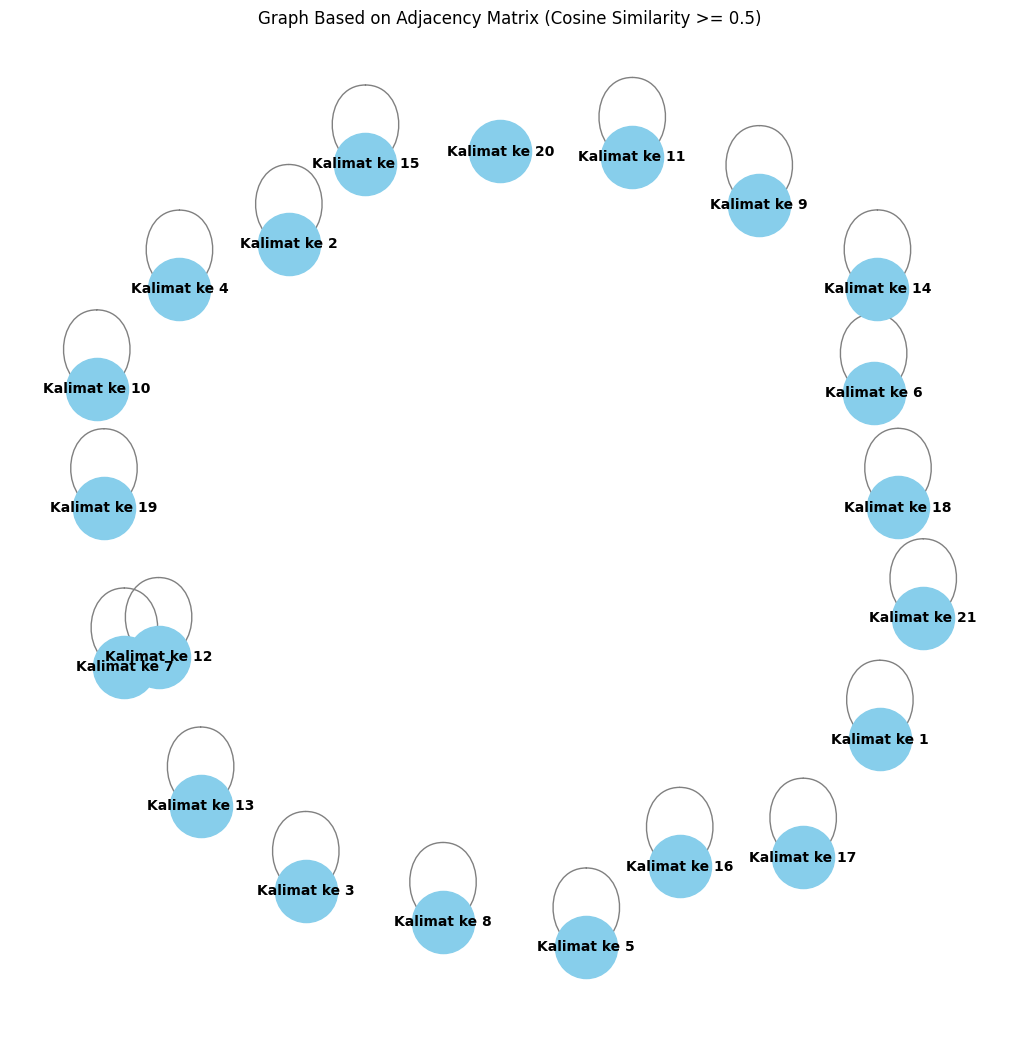 Graph Based on Adjacency Matrix (Cosine Similarity >= 0.5)
Kalimat ke 20
Kalimat ke 11
Kalimat ke 15
Kalimat ke 9
Kalimat ke 2
Kalimat ke 4
Kalimat ke 14
Kalimat ke 10
Kalimat ke 6
Kalimat ke 19
Kalimat ke 18
Kalimat ke 21
Kalimat ke 12
Kalimat ke 7
Kalimat ke 1
Kalimat ke 13
Kalimat ke 17
Kalimat ke 16
Kalimat ke 3
Kalimat ke 8
Kalimat ke 5